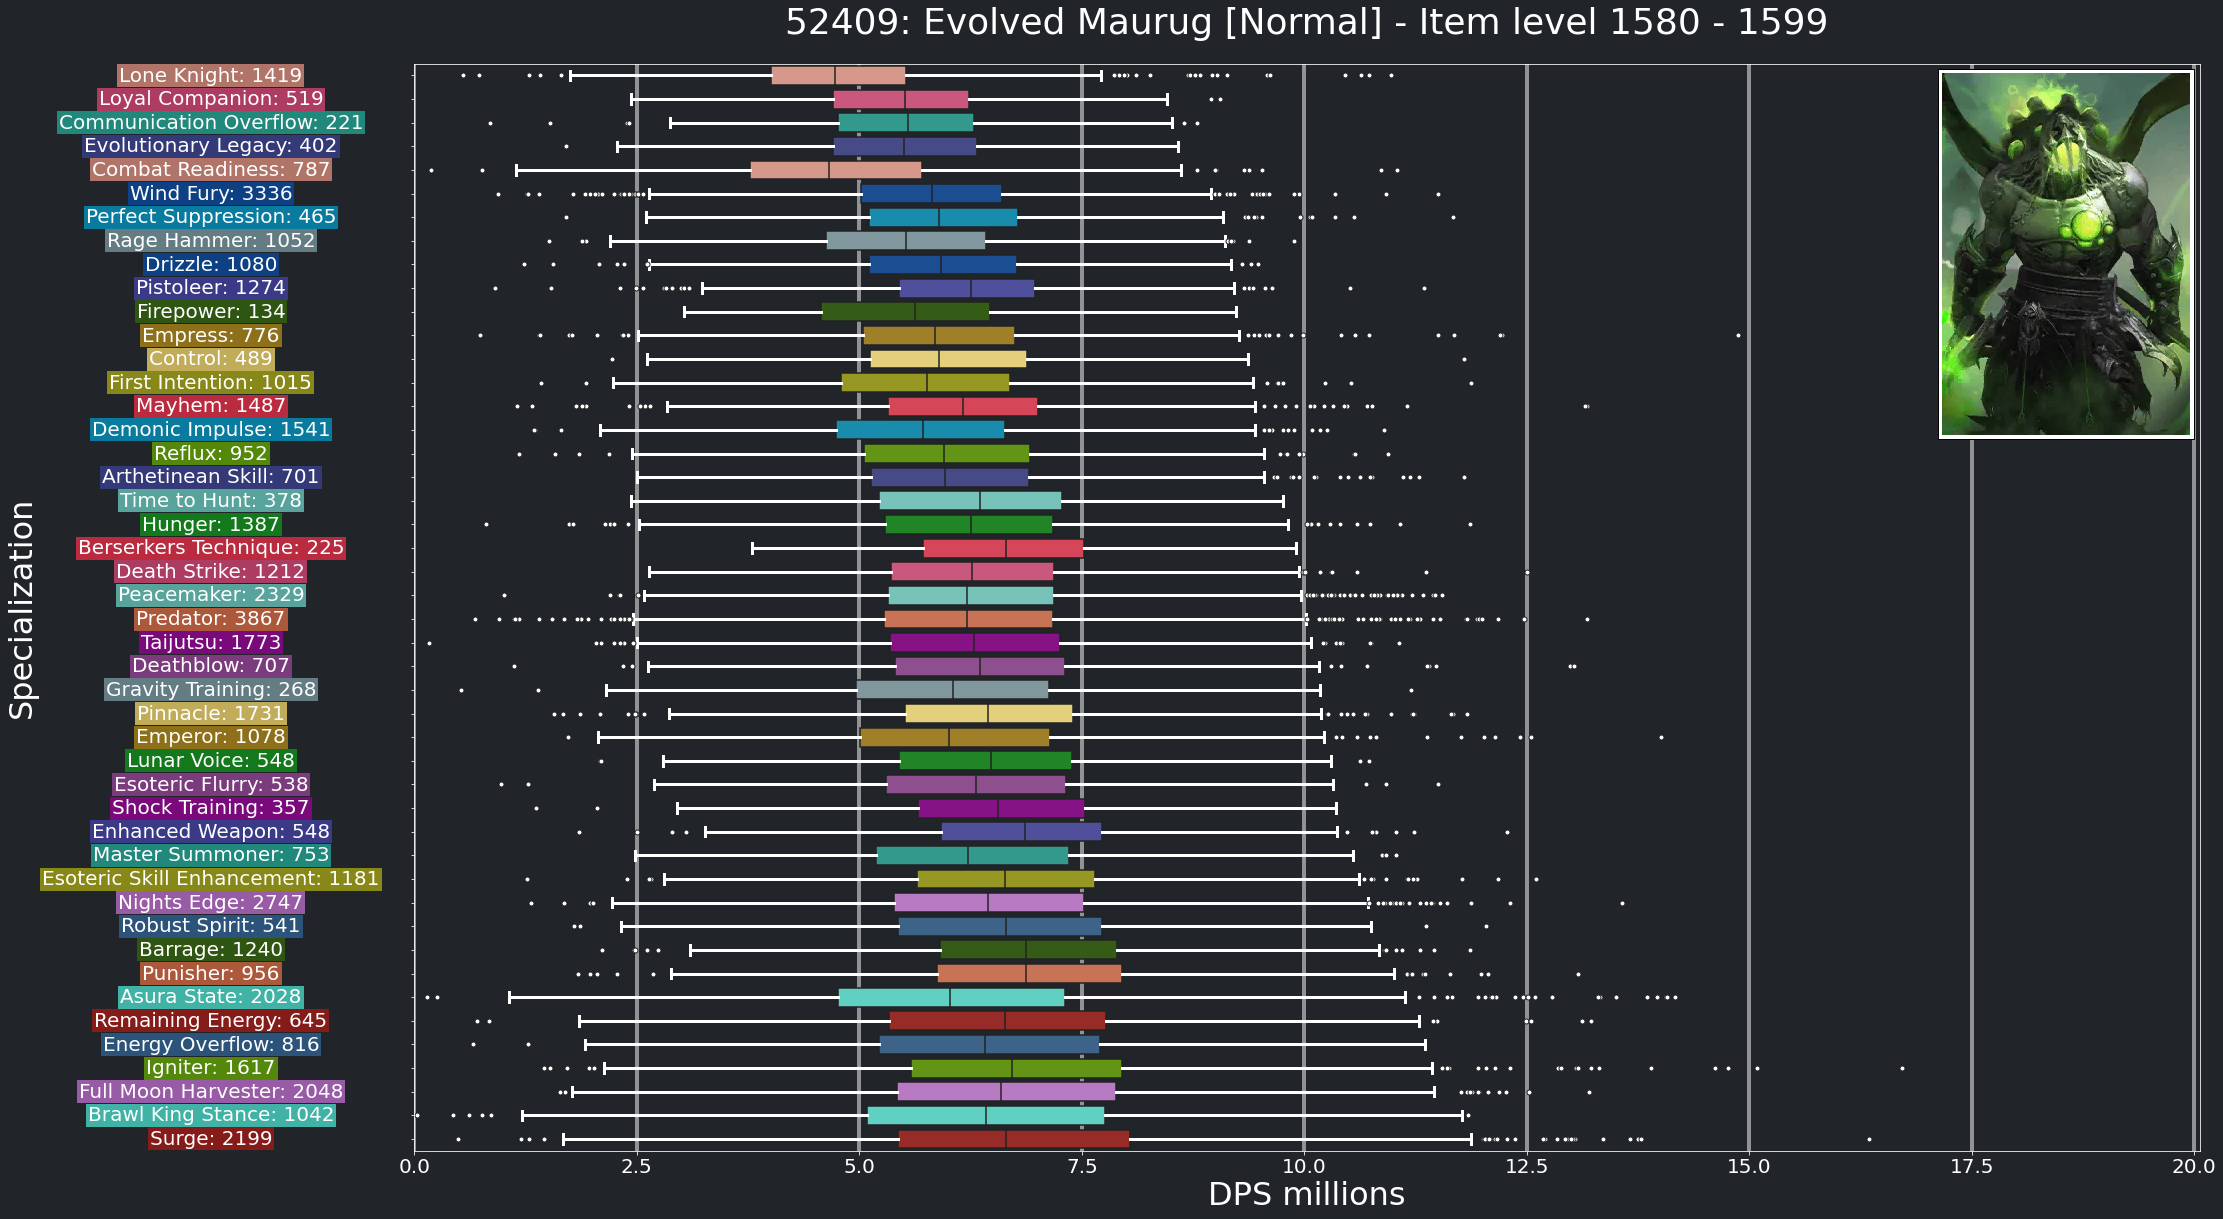 52409: Evolved Maurug [Normal] - Item level 1580 - 1599
Specialization
Lone Knight: 1419
Loyal Companion: 519
Communication Overflow: 221
Evolutionary Legacy: 402
Combat Readiness: 787
Wind Fury: 3336
Perfect Suppression: 465
Rage Hammer: 1052
Drizzle: 1080
Pistoleer: 1274
Firepower: 134
Empress: 776
Control: 489
First Intention: 1015
Mayhem: 1487
Demonic Impulse: 1541
Reflux: 952
Arthetinean Skill: 701
Time to Hunt: 378
Hunger: 1387
Berserkers Technique: 225
Death Strike: 1212
Peacemaker: 2329
Predator: 3867
Taijutsu: 1773
Deathblow: 707
Gravity Training: 268
Pinnacle: 1731
Emperor: 1078
Lunar Voice: 548
Esoteric Flurry: 538
Shock Training: 357
Enhanced Weapon: 548
Master Summoner: 753
Esoteric Skill Enhancement: 1181
Nights Edge: 2747
Robust Spirit: 541
Barrage: 1240
Punisher: 956
Asura State: 2028
Remaining Energy: 645
Energy Overflow: 816
Igniter: 1617
Full Moon Harvester: 2048
Brawl King Stance: 1042
Surge: 2199
0.0 2.5 5.0 7.5 10.0 12.5 15.0 17.5 20.0
DPS millions